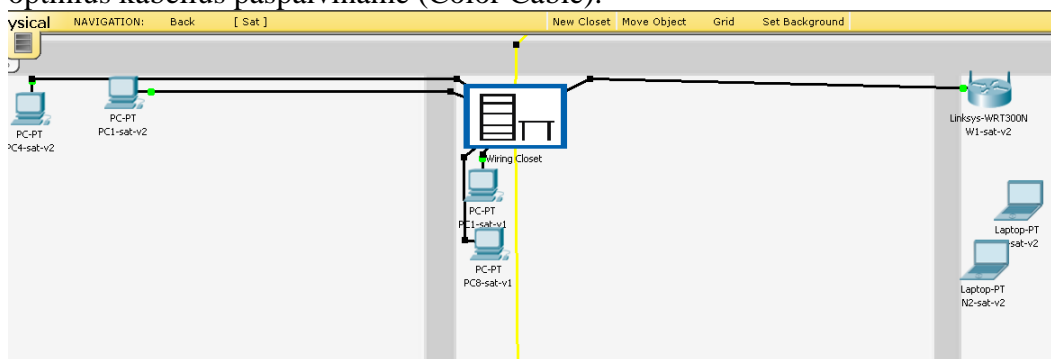 optinius kabelius paspalviname (Color Cable).
ysical NAVIGATION: Back [ Sat ] New Closet Move Object Grid Set Background
PC-PT
PC4-sat-v2
PC-PT
PC1-sat-v2
Wiring Closet
PC-PT
PC1-sat-v1
PC-PT
PC8-sat-v1
Linksys-WRT300N
W1-sat-v2
Laptop-PT
-sat-v2
Laptop-PT
N2-sat-v2